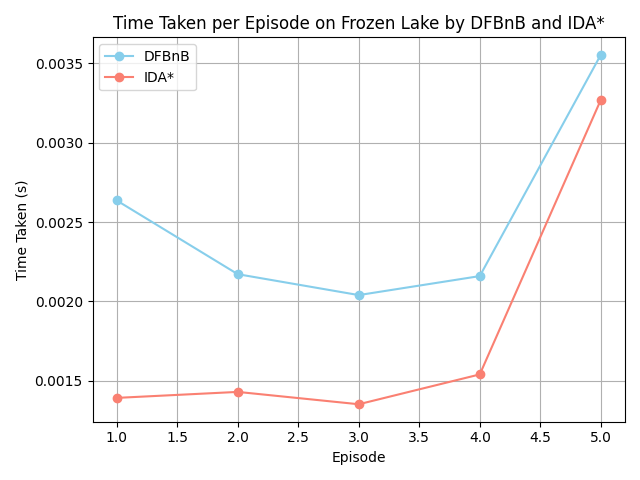 Time Taken per Episode on Frozen Lake by DFBnB and IDA*
DFBnB
IDA*
Time Taken (s)
0.0035
0.0030
0.0025
0.0020
0.0015
1.0 1.5 2.0 2.5 3.0 3.5 4.0 4.5 5.0
Episode